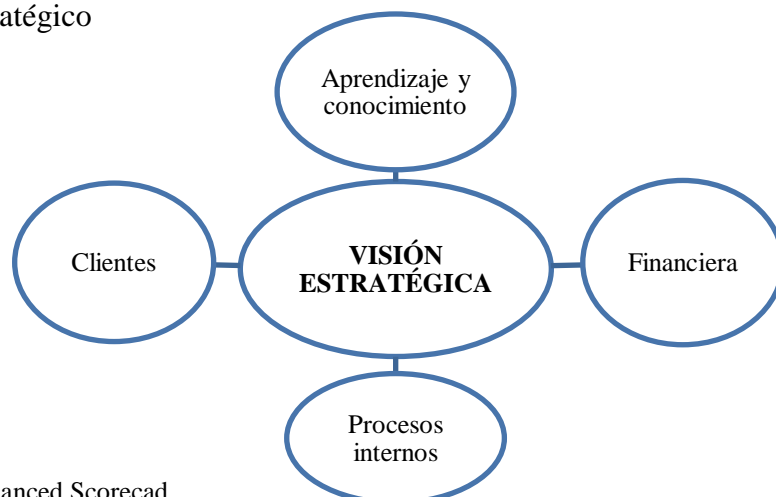 atégico
Aprendizaje y
conocimiento
Clientes
VISIÓN
ESTRATÉGICA
Financiera
Procesos
internos
anced Scorecad